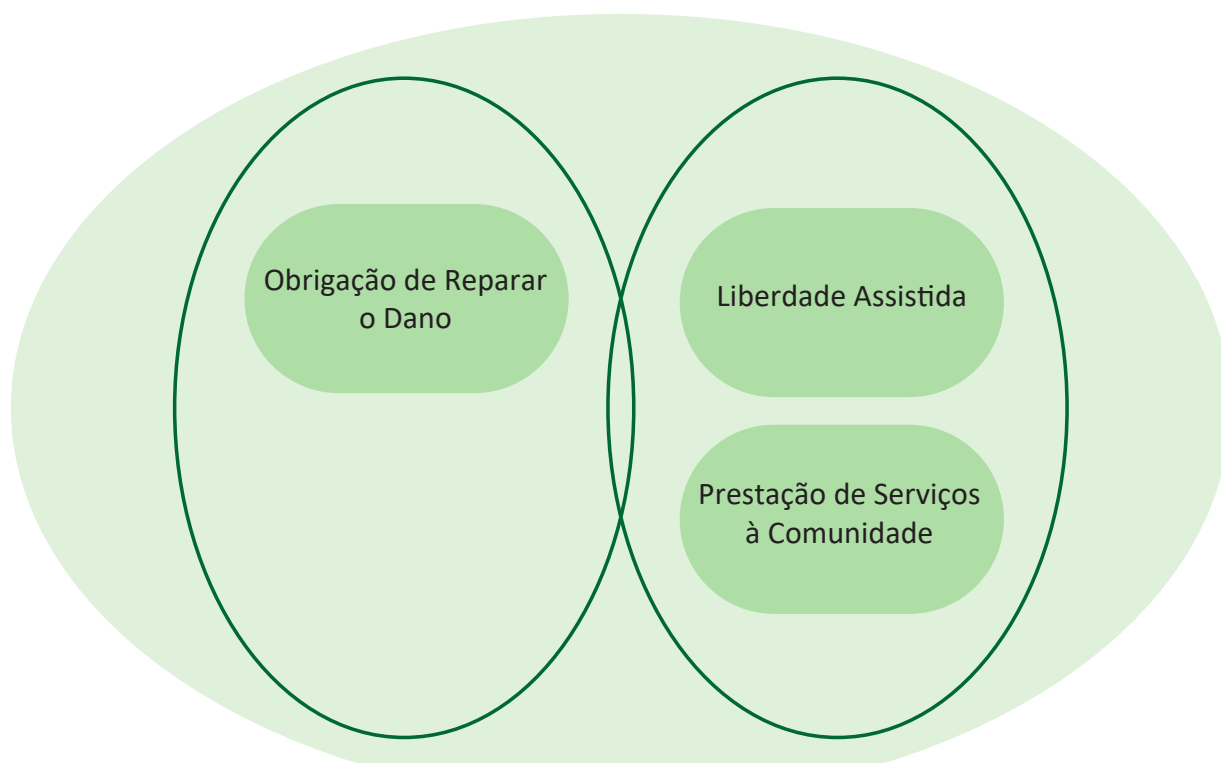 Obrigação de Reparar
o Dano
Liberdade Assistida
Prestação de Serviços
à Comunidade